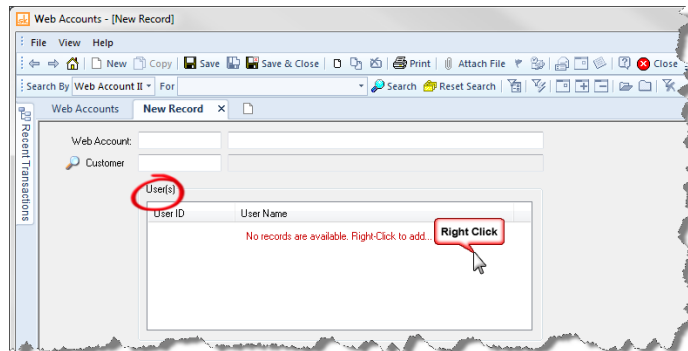 Web Accounts - [New Record]
File View Help
New Copy Save Save & Close Print Attach File Close
Search By Web Account II For Search Reset Search
Web Accounts New Record X
Recent Transactions
Web Account:
Customer
User(s)
User ID User Name
No records are available. Right-Click to add...
Right Click